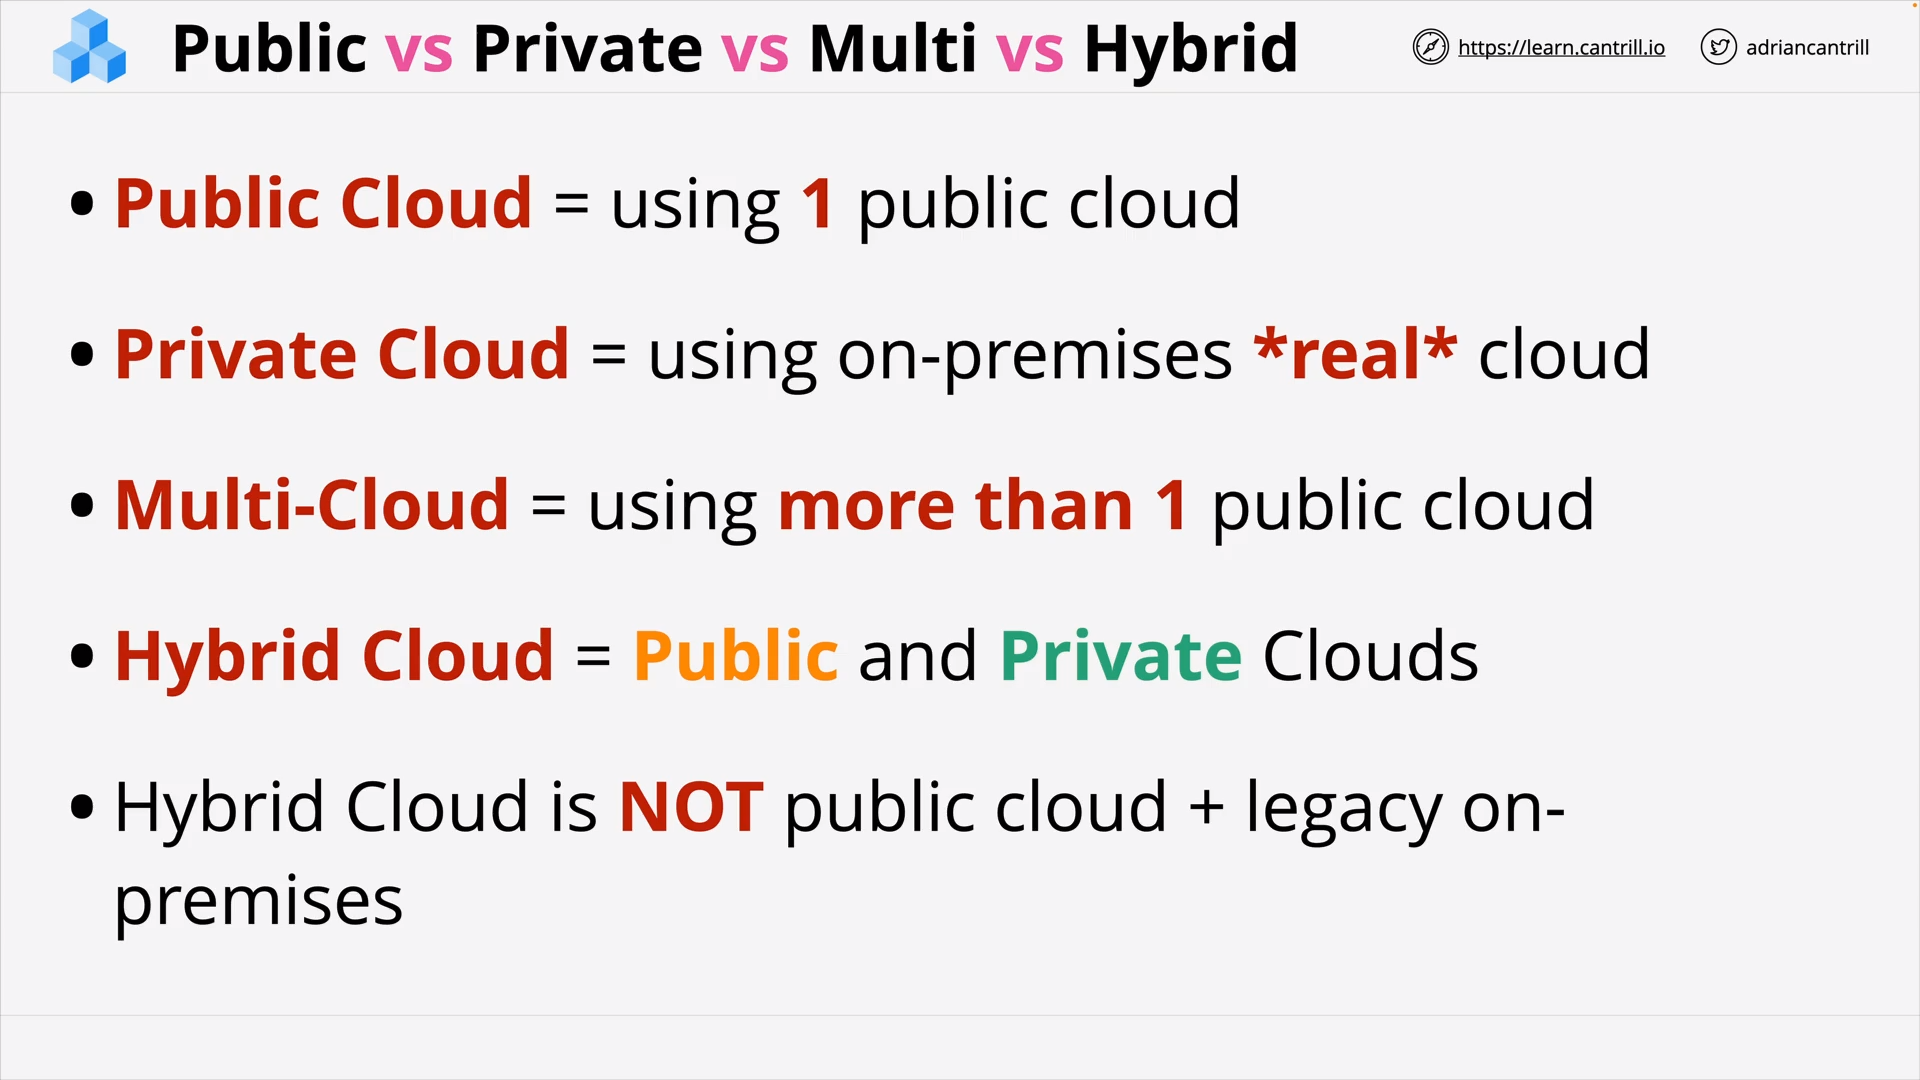 Public vs Private vs Multi vs Hybrid
https://learn.cantrill.io
adriancantrill
• Public Cloud = using 1 public cloud
• Private Cloud = using on-premises *real* cloud
• Multi-Cloud = using more than 1 public cloud
• Hybrid Cloud = Public and Private Clouds
• Hybrid Cloud is NOT public cloud + legacy on-
premises